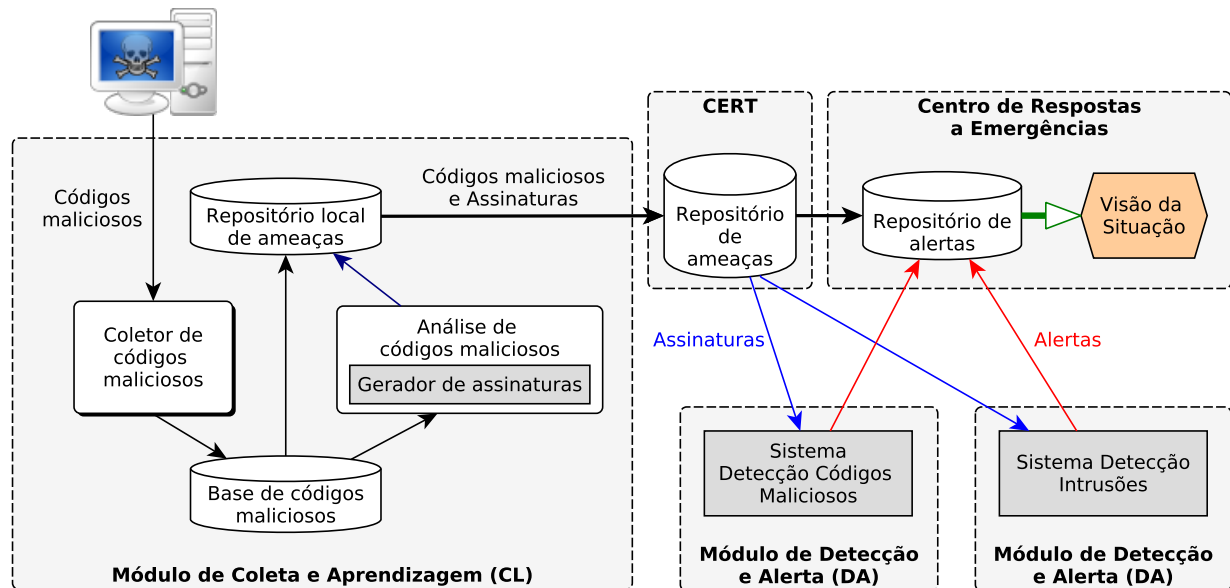 CERT
Centro de Respostas
a Emergências
Códigos
maliciosos
Repositório local
de ameaças
Códigos maliciosos
e Assinaturas
Repositório
de
ameaças
Repositório de
alertas
Visão da
Situação
Coletor de
códigos
maliciosos
Análise de
códigos maliciosos
Gerador de assinaturas
Assinaturas
Alertas
Base de códigos
maliciosos
Sistema
Detecção Códigos
Maliciosos
Sistema Detecção
Intrusões
Módulo de Coleta e Aprendizagem (CL)
Módulo de Detecção
e Alerta (DA)
Módulo de Detecção
e Alerta (DA)